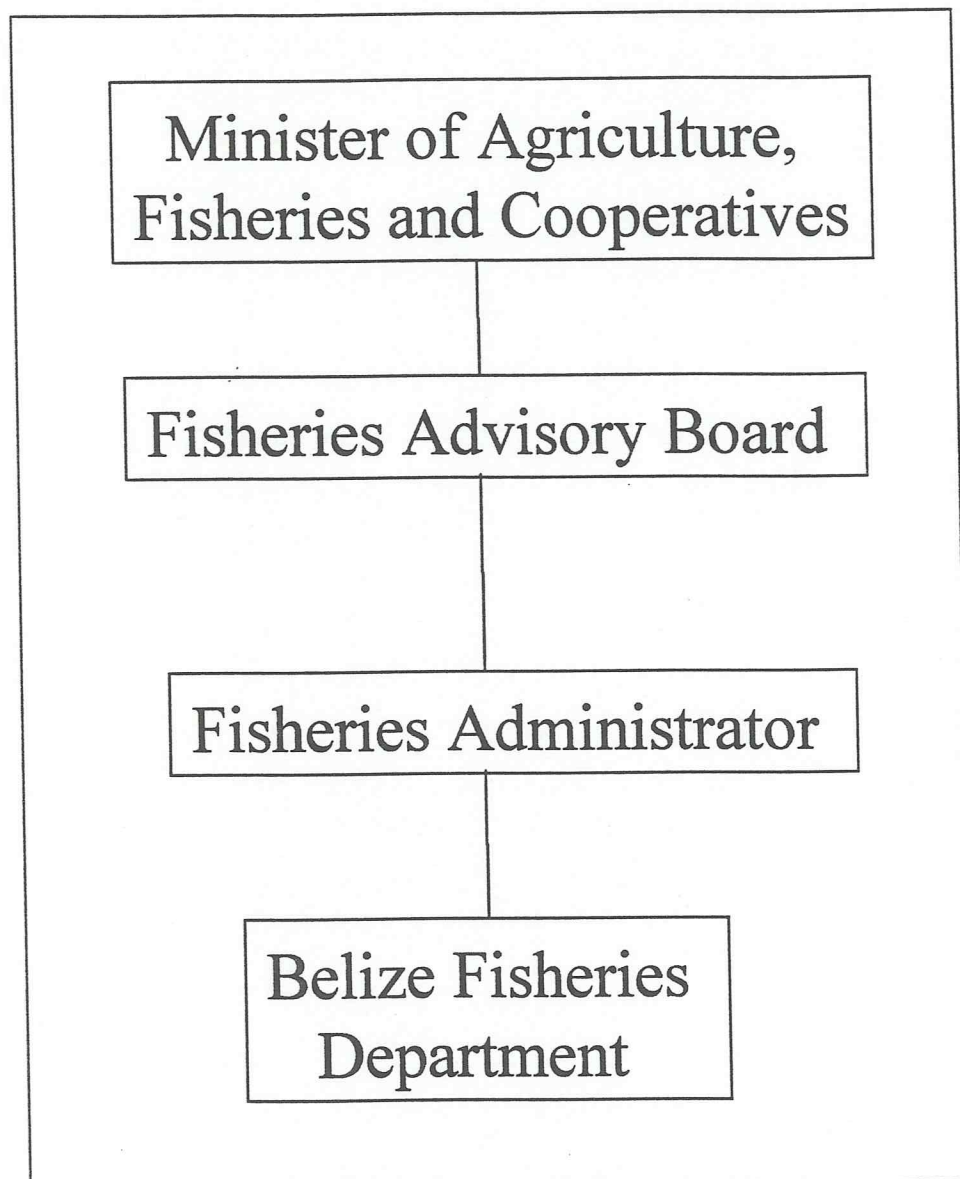 Minister of Agriculture,
Fisheries and Cooperatives
Fisheries Advisory Board
Fisheries Administrator
Belize Fisheries
Department